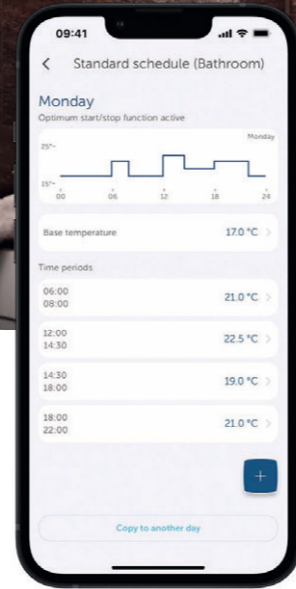 09:41
Standard schedule (Bathroom)
Monday
Optimum start/stop function active
Monday
25°-
15°-
00 06 12 18 24
Base temperature 17.0 °C
Time periods
06:00
08:00
21.0 °C
12:00
14:30
22.5 °C
14:30
18:00
19.0 °C
18:00
22:00
21.0 °C
+
Copy to another day